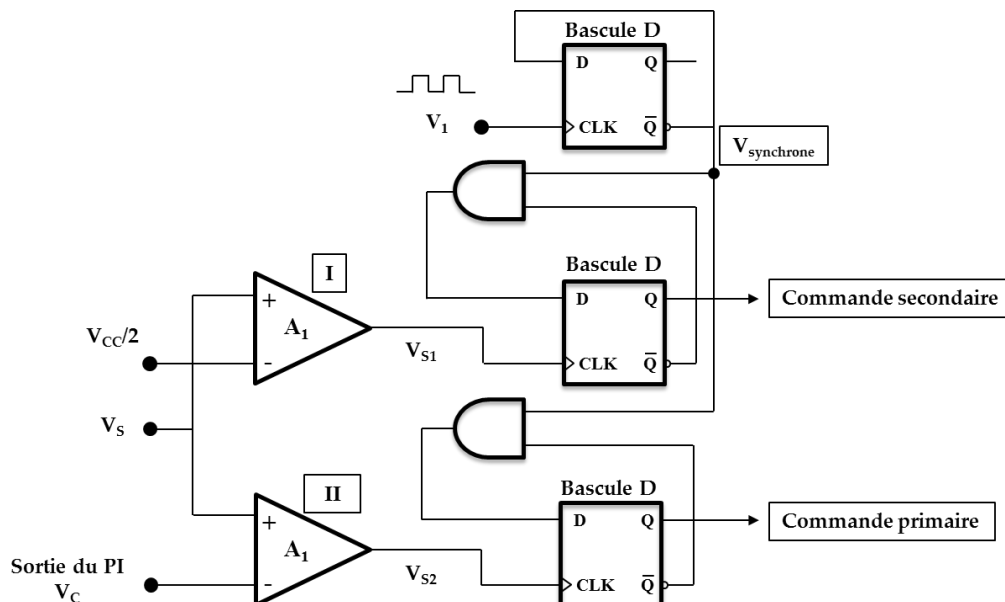 Bascule D
D
Q
V1
CLK
Q̅
Vsynchrone
Bascule D
I
D
Q
Commande secondaire
+
A1
VCC/2
VS1
-
CLK
Q̅
VS
Bascule D
II
D
Q
Commande primaire
+
A1
Sortie du PI
VS2
-
CLK
Q̅
VC